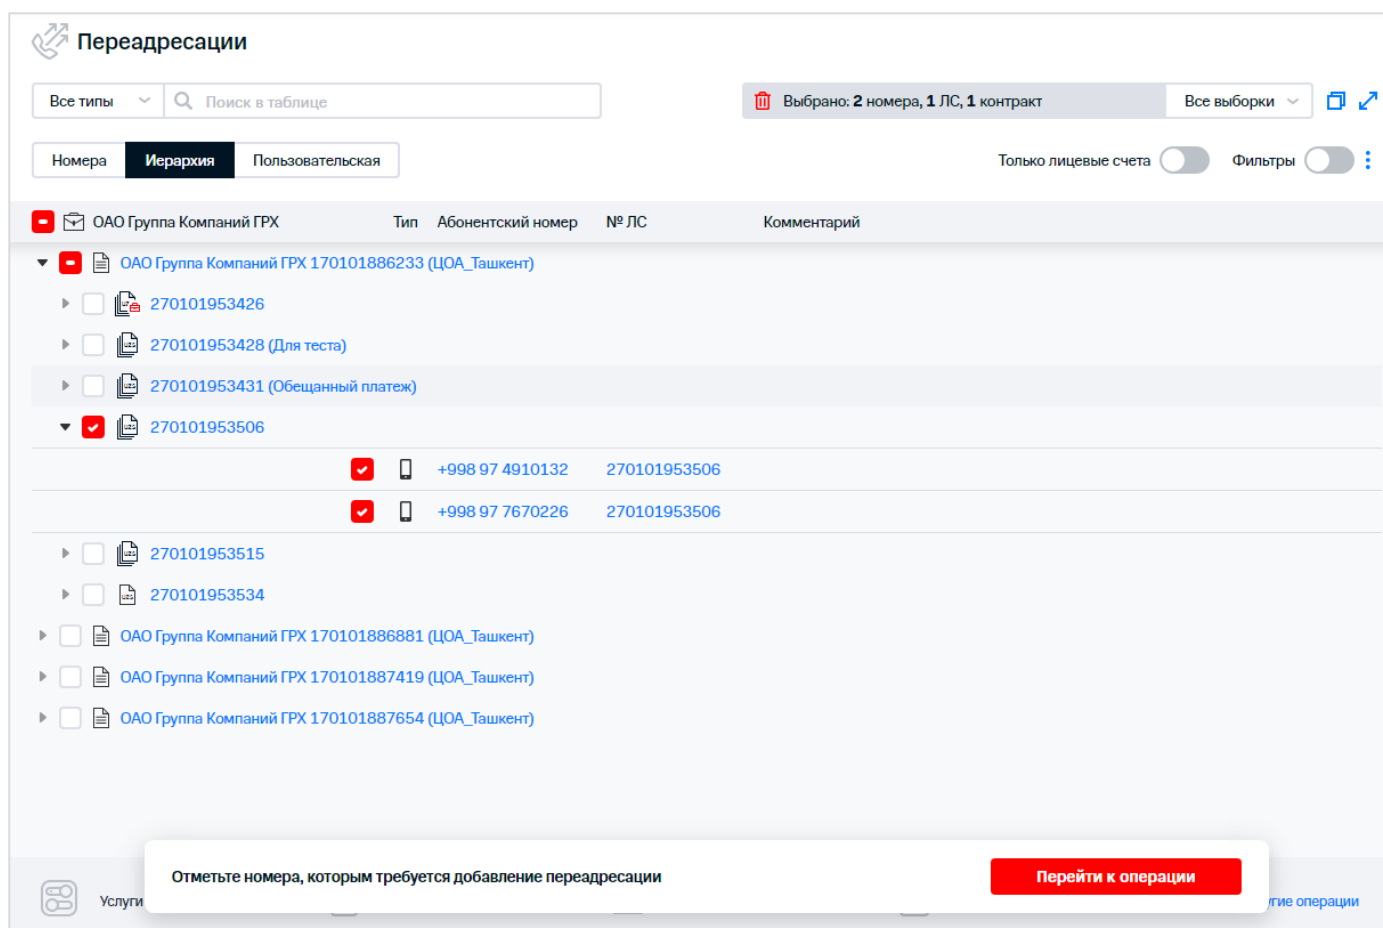 Переадресации
Все типы Поиск в таблице Выбрано: 2 номера, 1 ЛС, 1 контракт Все выборки
Номера Иерархия Пользовательская Только лицевые счета Фильтры
ОАО Группа Компаний ГРХ Тип Абонентский номер № ЛС Комментарий
ОАО Группа Компаний ГРХ 170101886233 (ЦОА_Ташкент)
270101953426
270101953428 (Для теста)
270101953431 (Обещанный платеж)
270101953506
+998 97 4910132 270101953506
+998 97 7670226 270101953506
270101953515
270101953534
ОАО Группа Компаний ГРХ 170101886881 (ЦОА_Ташкент)
ОАО Группа Компаний ГРХ 170101887419 (ЦОА_Ташкент)
ОАО Группа Компаний ГРХ 170101887654 (ЦОА_Ташкент)
Отметьте номера, которым требуется добавление переадресации Перейти к операции
Услуги операции